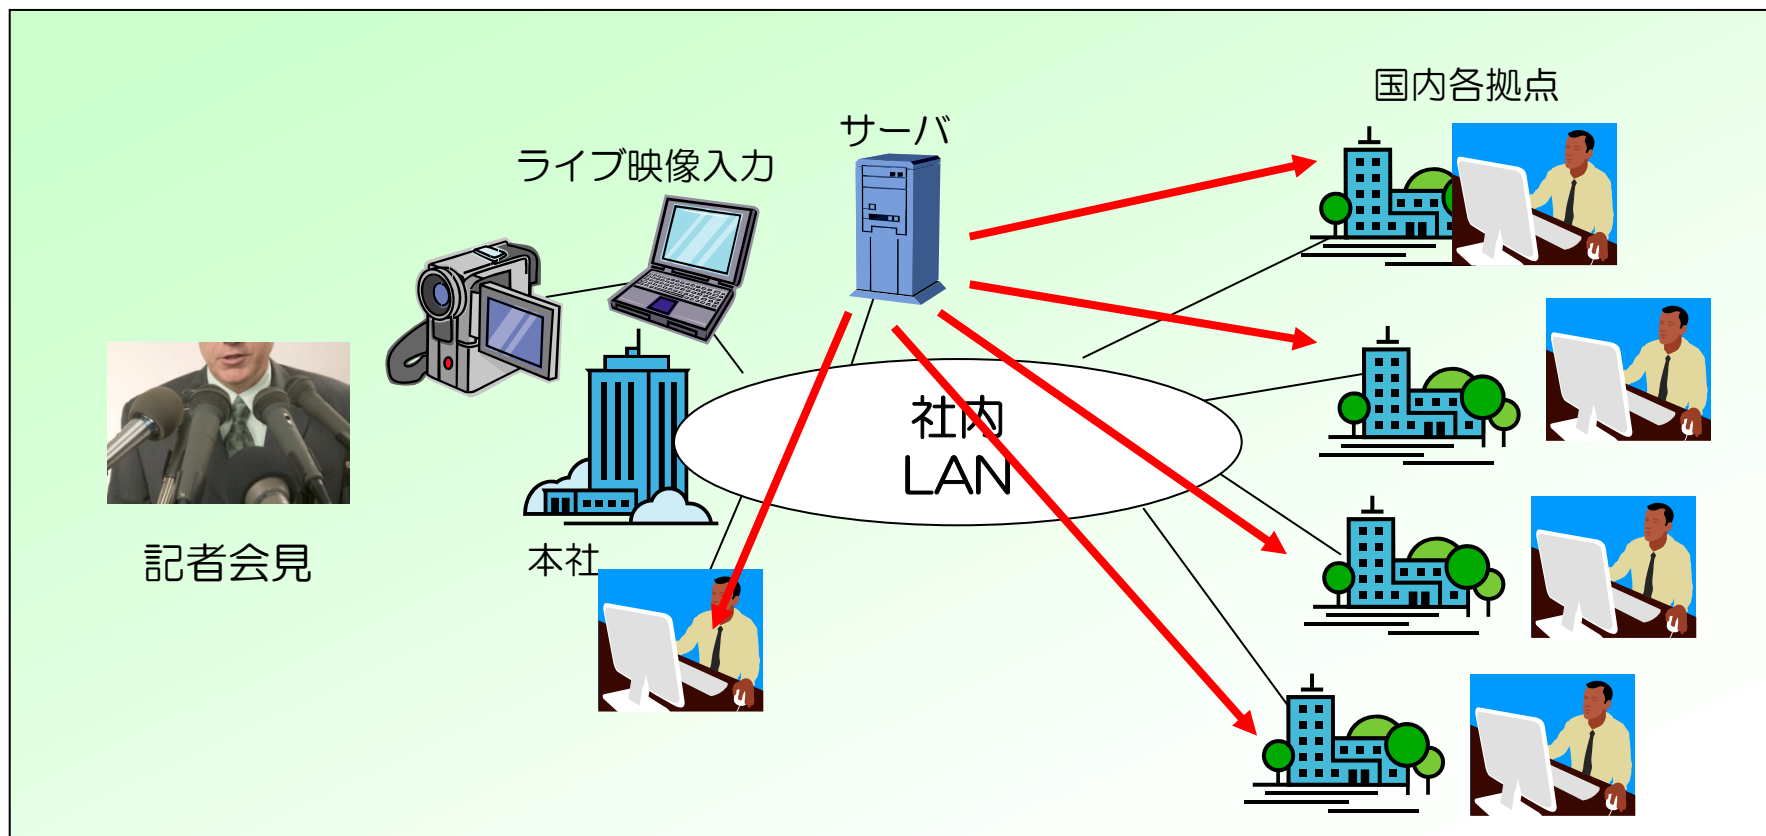 国内各拠点
サーバ
ライブ映像入力
社内
LAN
記者会見
本社